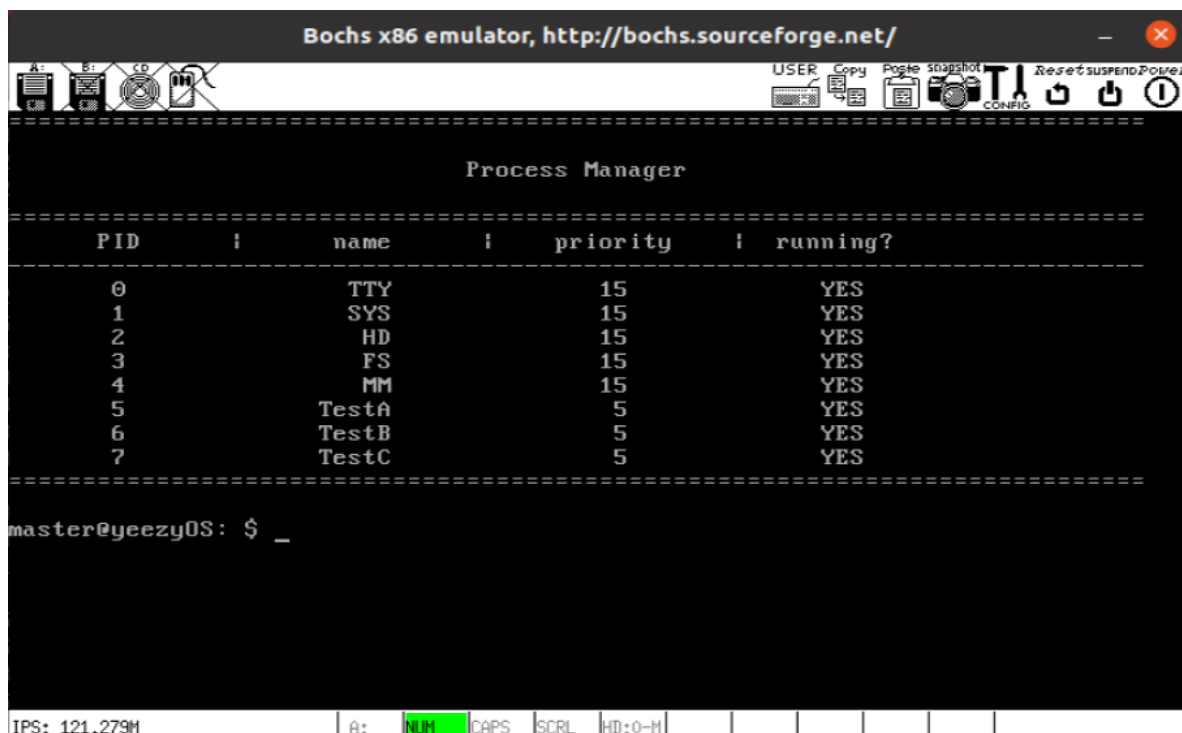 Bochs x86 emulator, http://bochs.sourceforge.net/
A: B: CD USER Copy Paste snapshot CONFIG Reset SUSPEND Power
================================================================================
Process Manager
================================================================================
PID | name | priority | running?
--------------------------------------------------------------------------------
0 TTY 15 YES
1 SYS 15 YES
2 HD 15 YES
3 FS 15 YES
4 MM 15 YES
5 TestA 5 YES
6 TestB 5 YES
7 TestC 5 YES
================================================================================
master@yeezyOS: $ _
IPS: 121.279M A: NUM CAPS SCRL HD:0-M